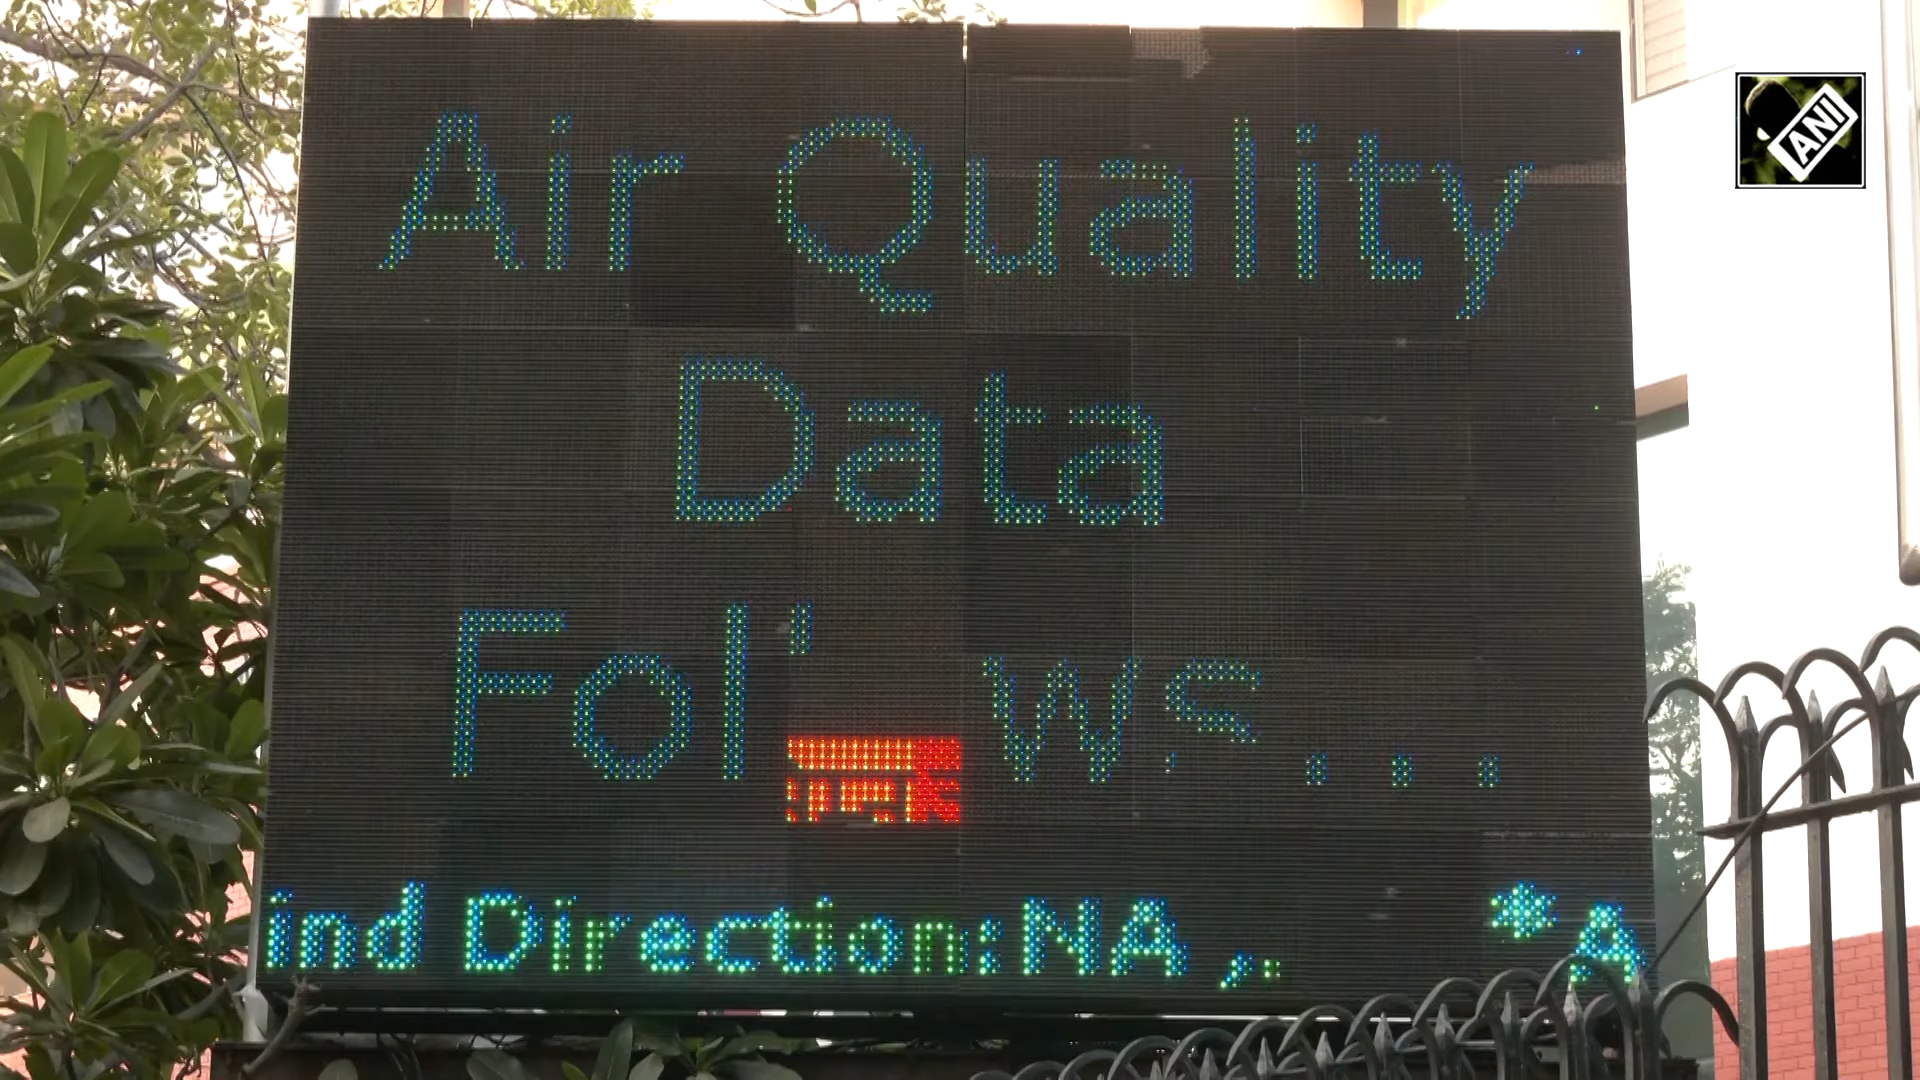 Air Quality
Data
Fol' ws...
ind Direction:NA ,. *A
ANI